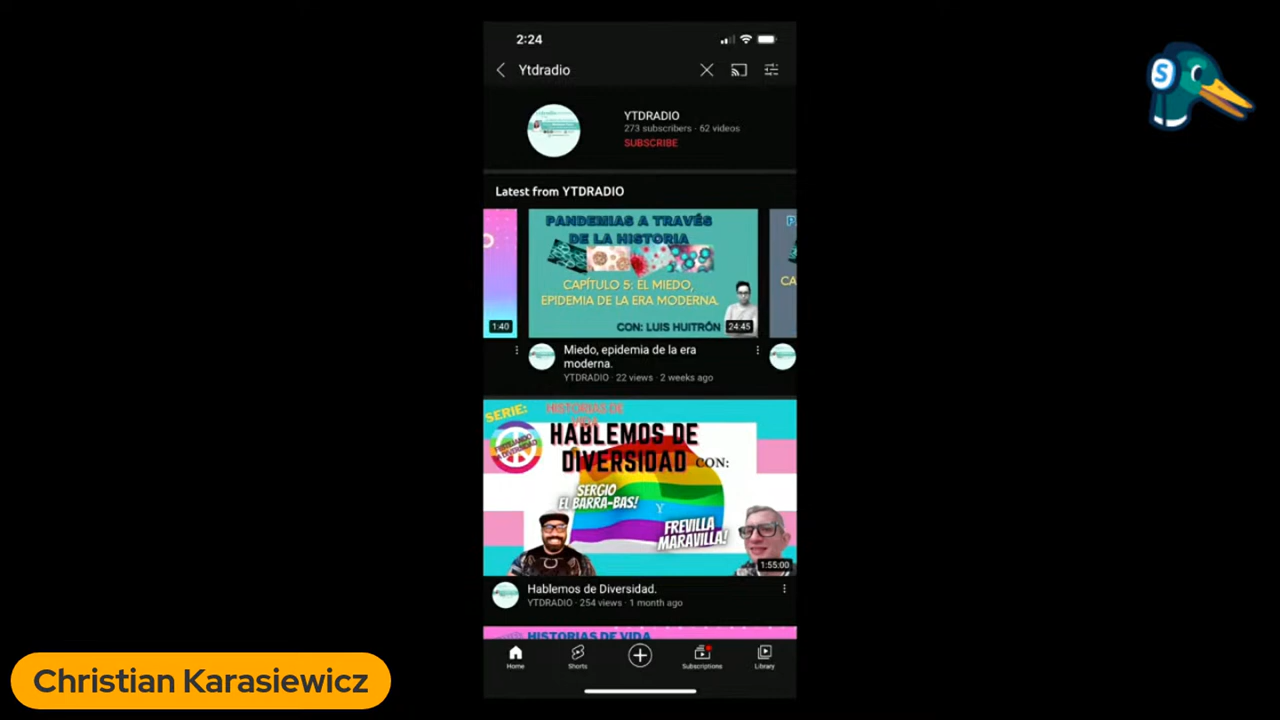 2:24
Ytdradio
S
YTDRADIO
273 subscribers · 62 videos
SUBSCRIBE
Latest from YTDRADIO
PANDEMIAS A TRAVÉS
DE LA HISTORIA
CAPÍTULO 5: EL MIEDO,
EPIDEMIA DE LA ERA MODERNA.
CON: LUIS HUITRÓN
1:40
24:45
CA
Miedo, epidemia de la era
moderna.
YTDRADIO · 22 views · 2 weeks ago
SERIE:
HISTORIAS DE
VIDA
HABLEMOS DE
DIVERSIDAD CON:
DIVERSIDAD
SERGIO
EL BARRA-BAS!
Y
FREVILLA
MARAVILLA!
1:55:00
Hablemos de Diversidad.
YTDRADIO · 254 views · 1 month ago
HISTORIAS DE VIDA
Home
Shorts
Subscriptions
Library
Christian Karasiewicz